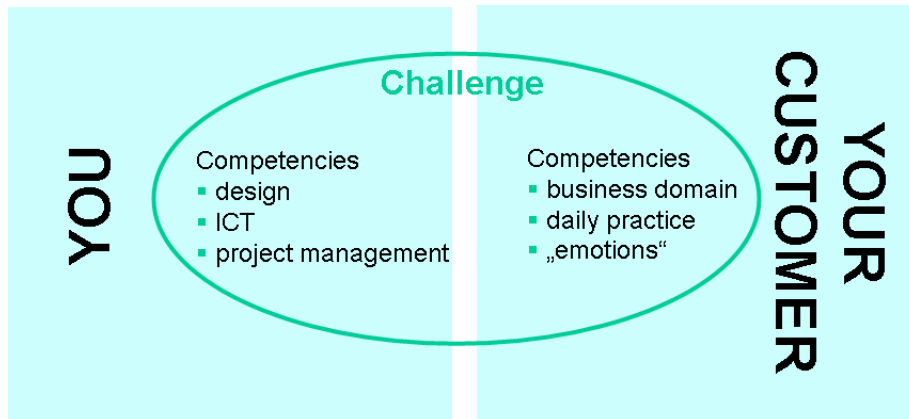 Challenge
YOU
Competencies
▪ design
▪ ICT
▪ project management
Competencies
▪ business domain
▪ daily practice
▪ „emotions“
YOUR
CUSTOMER